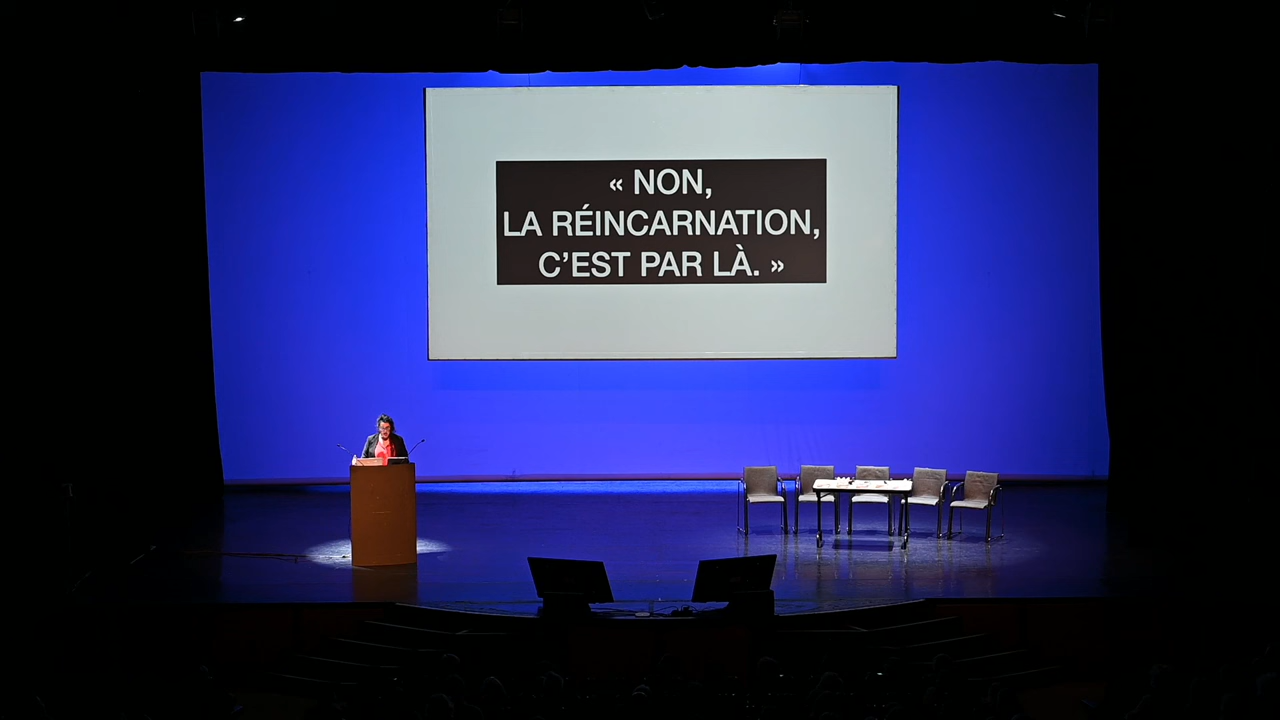 « NON,
LA RÉINCARNATION,
C’EST PAR LÀ. »